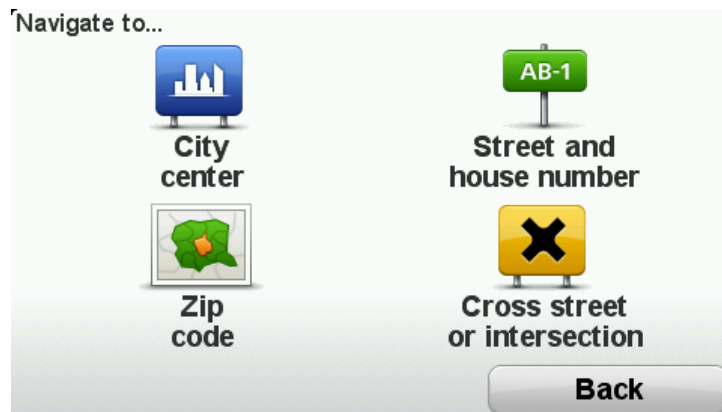 Navigate to...
City
center
AB-1
Street and
house number
Zip
code
Cross street
or intersection
Back